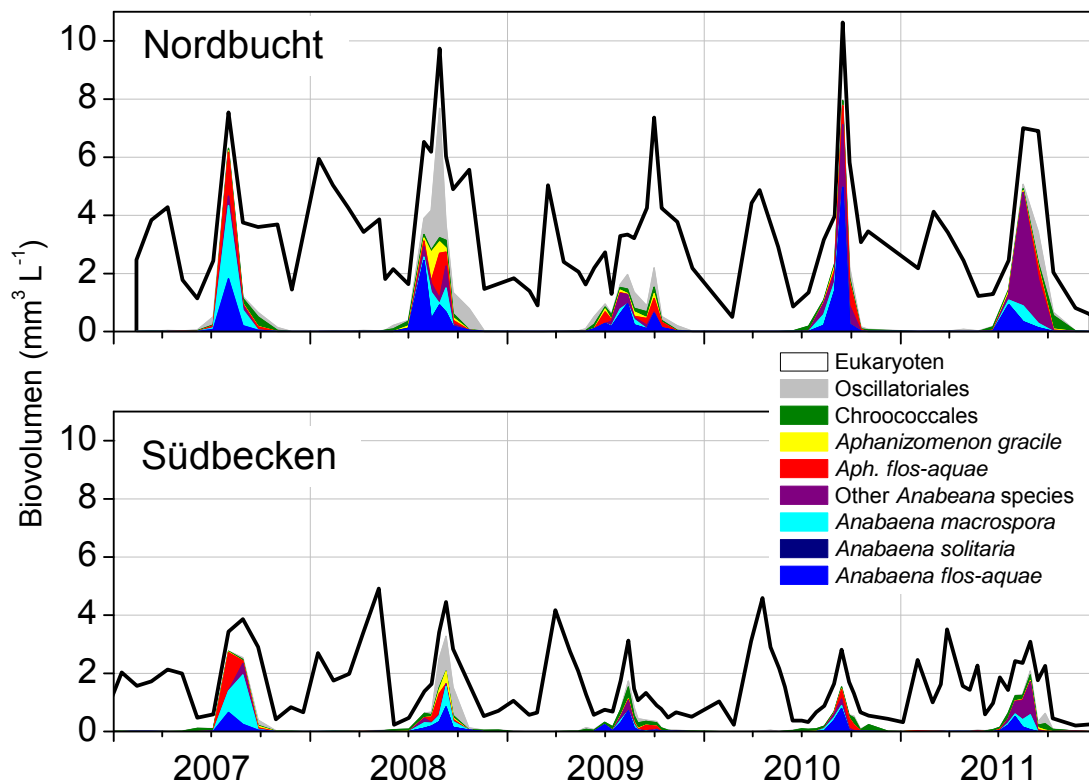 Nordbucht
10
8
6
4
2
0
Biovolumen (mm³ L⁻¹)
Eukaryoten
Oscillatoriales
Chroococcales
Aphanizomenon gracile
Aph. flos-aquae
Other Anabeana species
Anabaena macrospora
Anabaena solitaria
Anabaena flos-aquae
Südbecken
10
8
6
4
2
0
2007 2008 2009 2010 2011